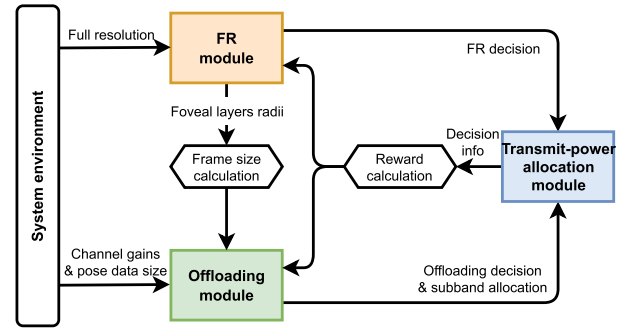 System environment
Full resolution
FR
module
FR decision
Foveal layers radii
Frame size
calculation
Reward
calculation
Decision
info
Transmit-power
allocation
module
Channel gains
& pose data size
Offloading
module
Offloading decision
& subband allocation